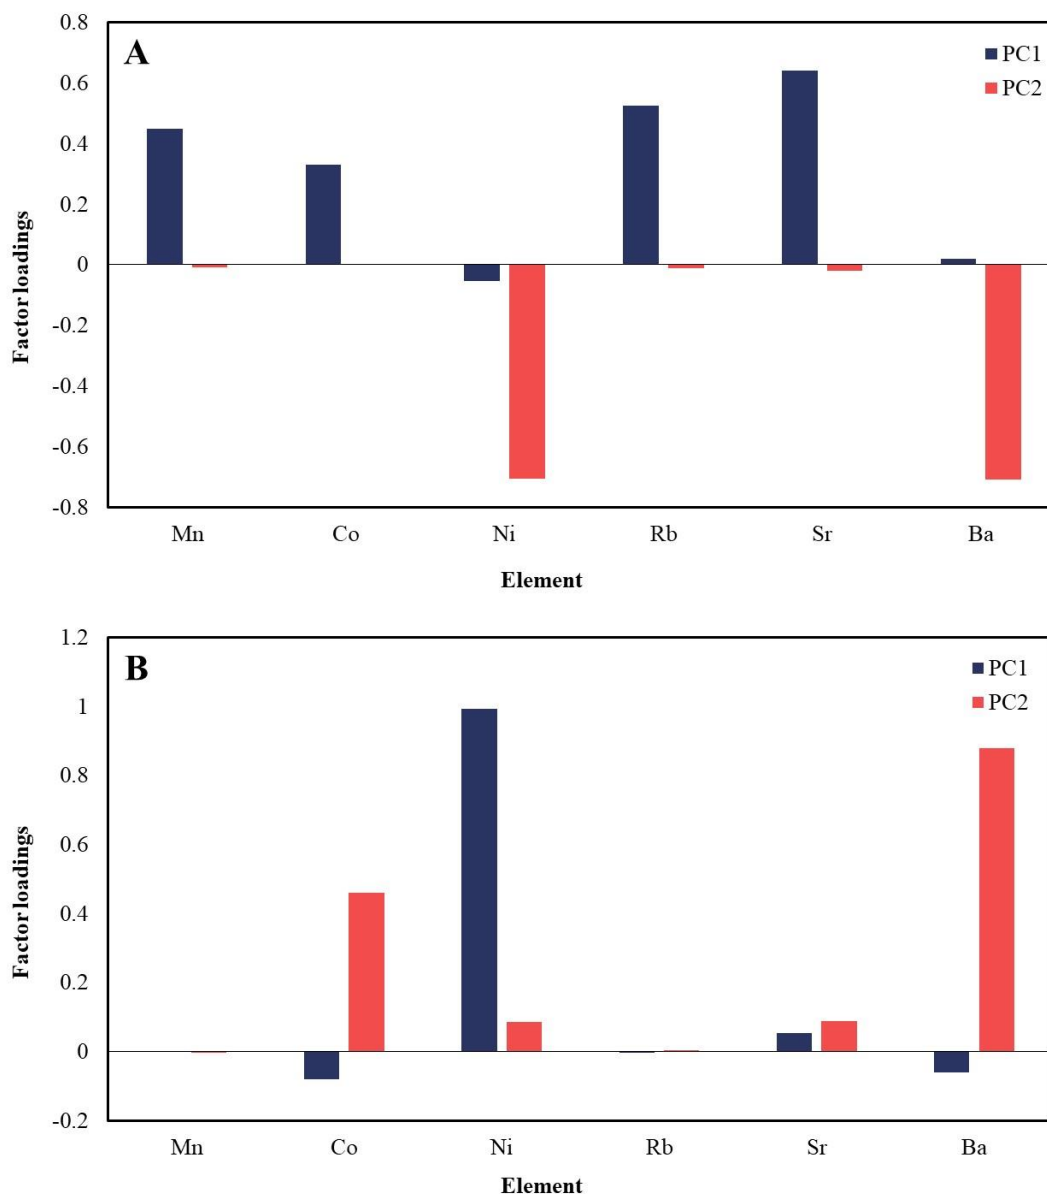 A
PC1
PC2
0.8
0.6
0.4
0.2
0
-0.2
-0.4
-0.6
-0.8
Factor loadings
Mn Co Ni Rb Sr Ba
Element
B
PC1
PC2
1.2
1
0.8
0.6
0.4
0.2
0
-0.2
Factor loadings
Mn Co Ni Rb Sr Ba
Element